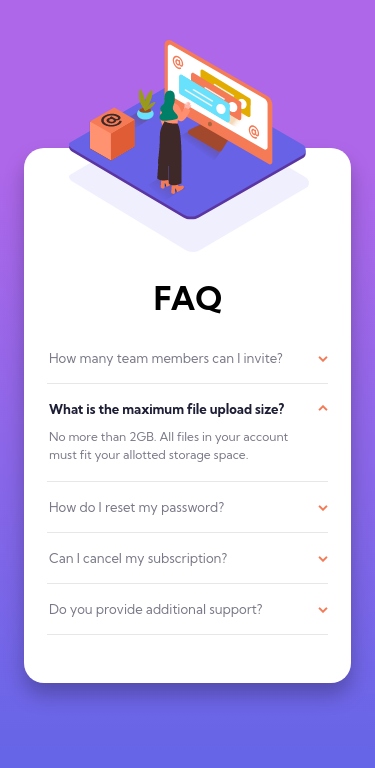 FAQ
How many team members can I invite?
What is the maximum file upload size?
No more than 2GB. All files in your account
must fit your allotted storage space.
How do I reset my password?
Can I cancel my subscription?
Do you provide additional support?